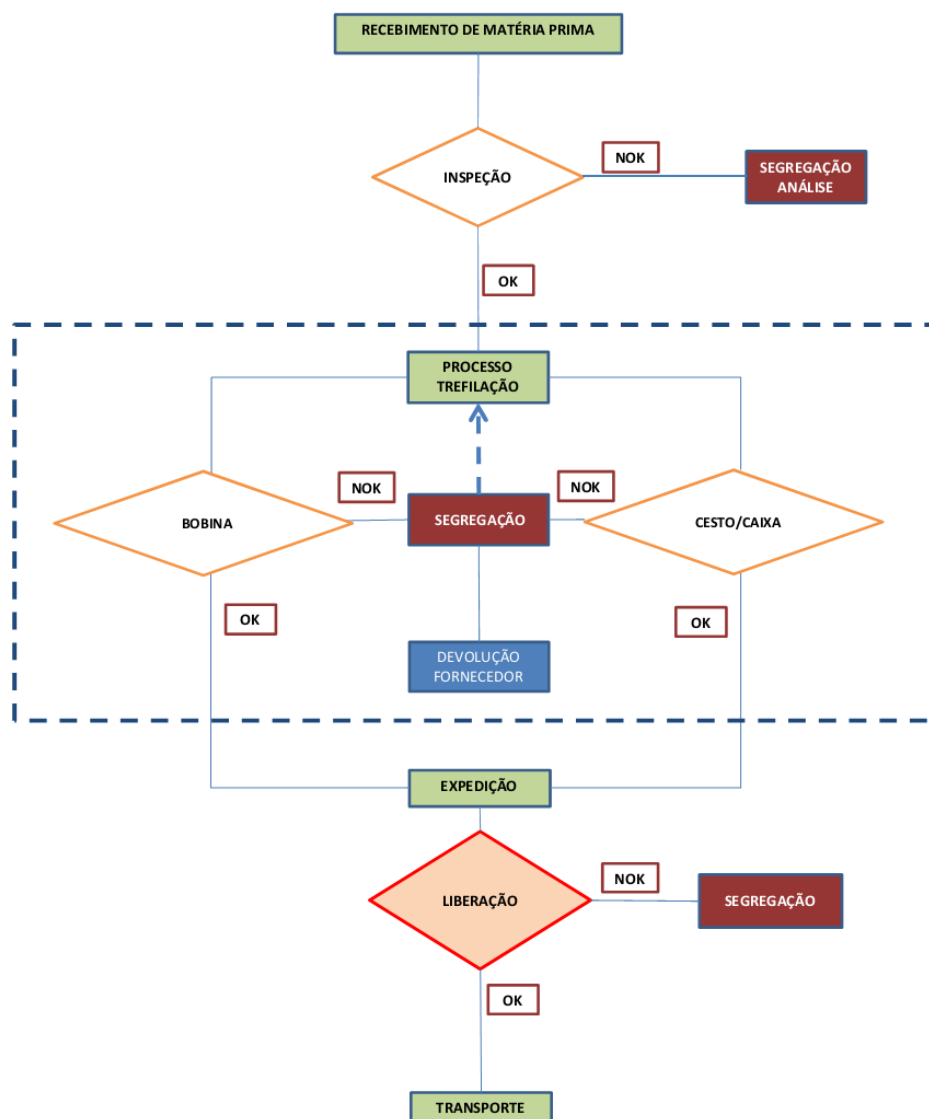 RECEBIMENTO DE MATÉRIA PRIMA
INSPEÇÃO
NOK
SEGREGAÇÃO
ANÁLISE
OK
PROCESSO
TREFILAÇÃO
BOBINA
NOK
SEGREGAÇÃO
NOK
CESTO/CAIXA
OK
DEVOLUÇÃO
FORNECEDOR
OK
EXPEDIÇÃO
LIBERAÇÃO
NOK
SEGREGAÇÃO
OK
TRANSPORTE